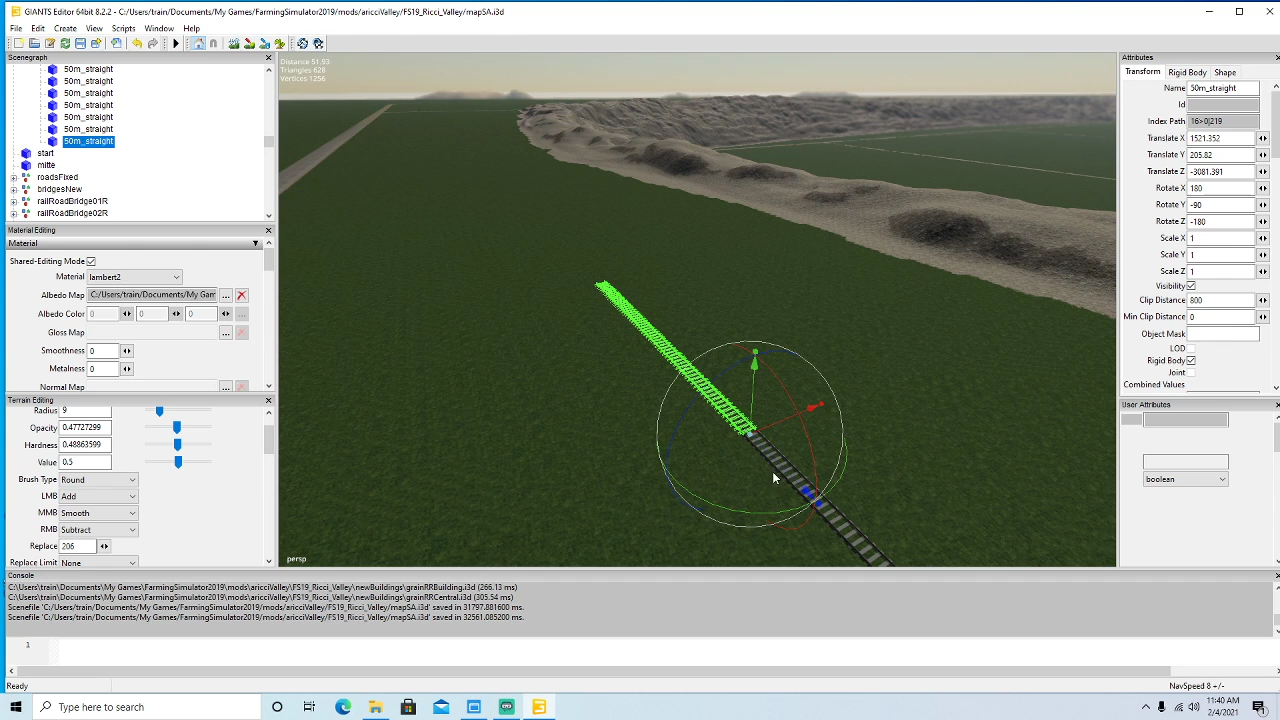 GIANTS Editor 64bit 8.2.2 - C:/Users/train/Documents/My Games/FarmingSimulator2019/mods/aricciValley/FS19_Ricci_Valley/mapSA.i3d
File Edit Create View Scripts Window Help
Scenegraph
50m_straight
50m_straight
50m_straight
50m_straight
50m_straight
50m_straight
50m_straight
start
mitte
roadsFixed
bridgesNew
railRoadBridge01R
railRoadBridge02R
Material Editing
Material
Shared-Editing Mode
Material lambert2
Albedo Map C:/Users/train/Documents/My Gam ...
Albedo Color 0 0 0 ...
Gloss Map ...
Smoothness 0
Metalness 0
Normal Map ...
Terrain Editing
Radius 9
Opacity 0.47727299
Hardness 0.48863599
Value 0.5
Brush Type Round
LMB Add
MMB Smooth
RMB Subtract
Replace 206
Replace Limit None
Distance 51.93
Triangles 628
Vertices 1256
persp
Attributes
Transform Rigid Body Shape
Name 50m_straight
Id
Index Path 16>0|219
Translate X 1521.352
Translate Y 205.82
Translate Z -3081.391
Rotate X 180
Rotate Y -90
Rotate Z -180
Scale X 1
Scale Y 1
Scale Z 1
Visibility
Clip Distance 800
Min Clip Distance 0
Object Mask
LOD
Rigid Body
Joint
Combined Values
User Attributes
boolean
Console
C:\Users\train\Documents\My Games\FarmingSimulator2019\mods\aricciValley\FS19_Ricci_Valley\newBuildings\grainRRBuilding.i3d (266.13 ms)
C:\Users\train\Documents\My Games\FarmingSimulator2019\mods\aricciValley\FS19_Ricci_Valley\newBuildings\grainRRCentral.i3d (305.54 ms)
Scenefile 'C:/Users/train/Documents/My Games/FarmingSimulator2019/mods/aricciValley/FS19_Ricci_Valley/mapSA.i3d' saved in 31797.881600 ms.
Scenefile 'C:/Users/train/Documents/My Games/FarmingSimulator2019/mods/aricciValley/FS19_Ricci_Valley/mapSA.i3d' saved in 32561.085200 ms.
1
Ready
NavSpeed 8 +/-
Type here to search
11:40 AM
2/4/2021